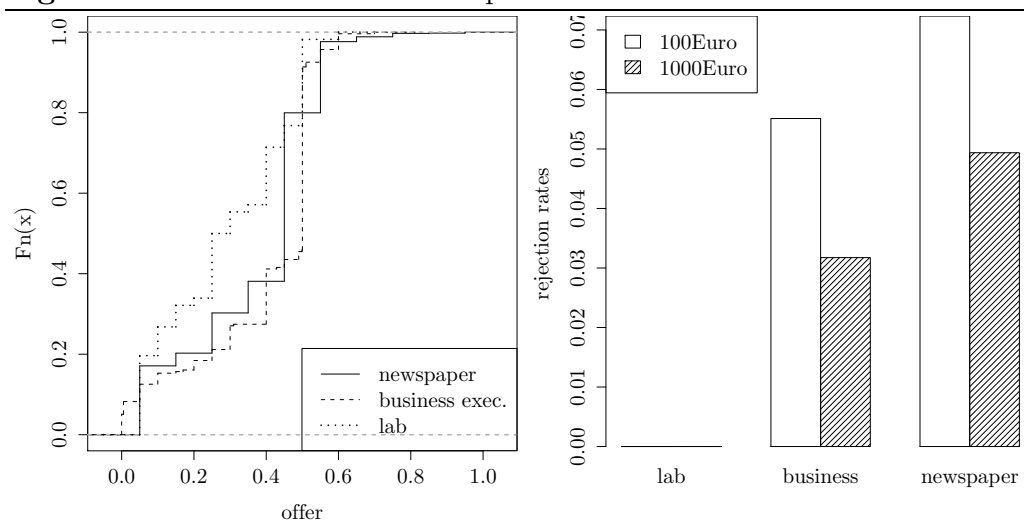 1.0
0.8
0.6
0.4
0.2
0.0
Fn(x)
newspaper
business exec.
lab
0.0 0.2 0.4 0.6 0.8 1.0
offer
0.07
0.06
0.05
0.04
0.03
0.02
0.01
0.00
rejection rates
100Euro
1000Euro
lab business newspaper